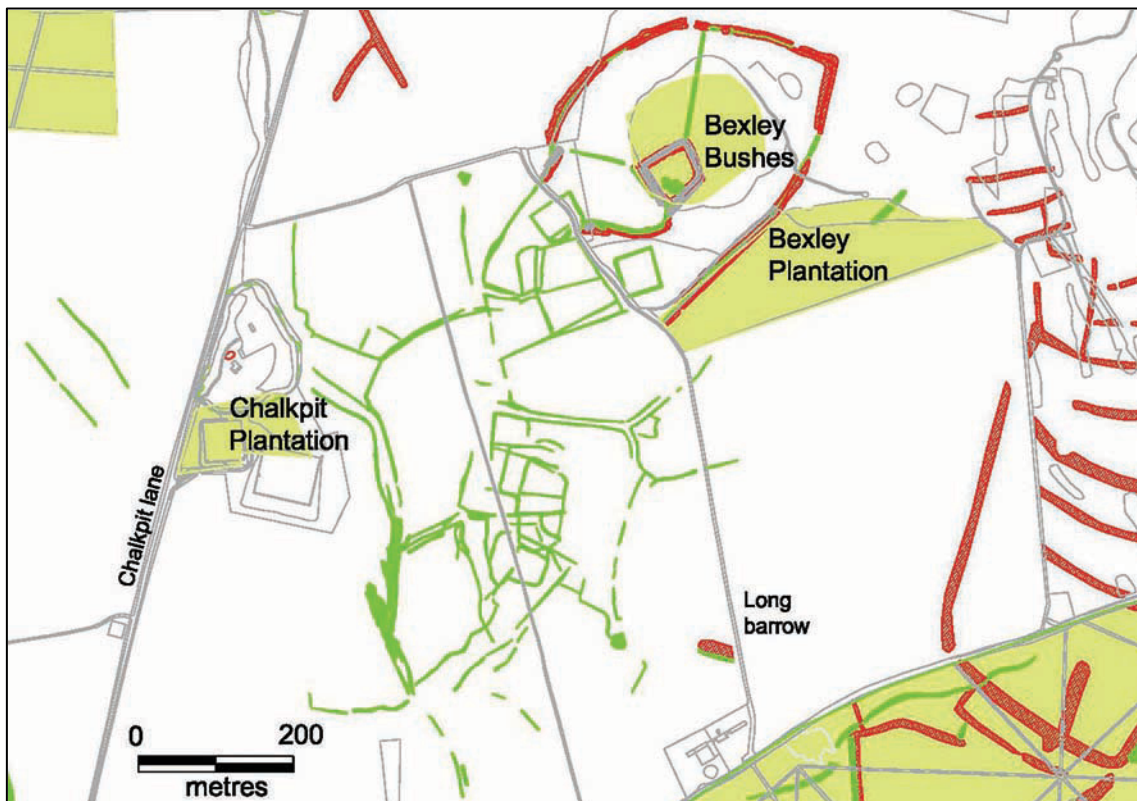 Bexley
Bushes
Bexley
Plantation
Chalkpit
Plantation
Chalkpit lane
Long
barrow
0 200
metres